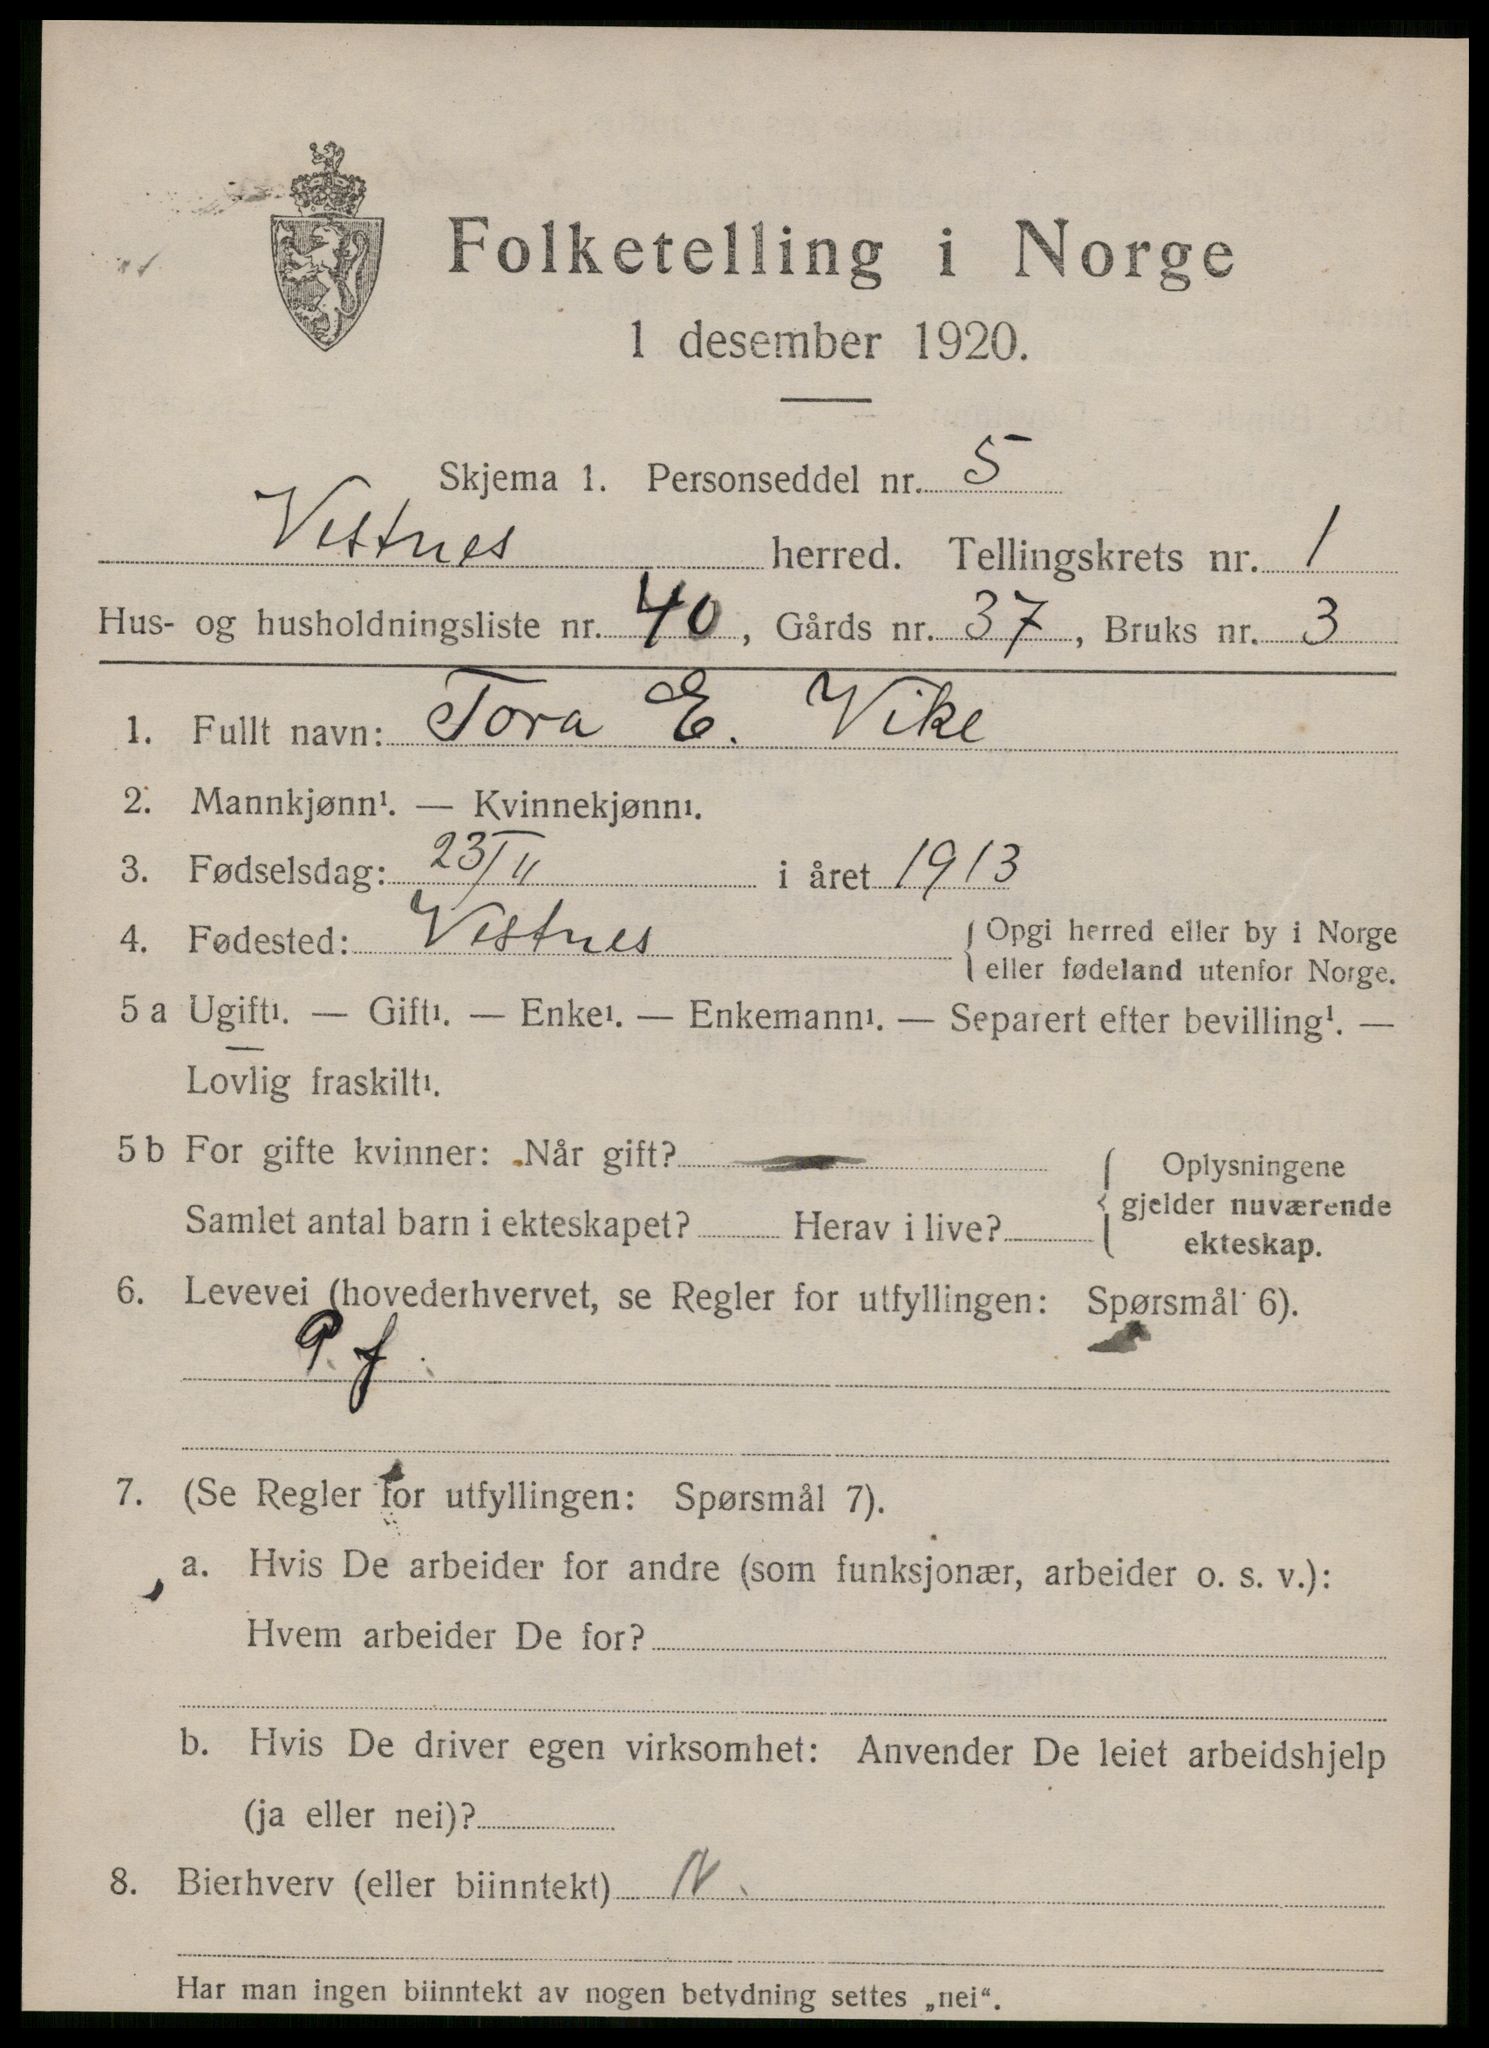 Folketelling i Norge
1 desember 1920.
Skjema 1. Personseddel nr. 5
Vestnes herred. Tellingskrets nr. 1
Hus- og husholdningsliste nr. 40, Gårds nr. 37, Bruks nr. 3
1. Fullt navn: Tora E. Vike
2. Mannkjønn¹. — Kvinnekjønn¹.
3. Fødselsdag: 23/11 i året 1913
4. Fødested: Vestnes { Opgi herred eller by i Norge
eller fødeland utenfor Norge.
5 a Ugift¹. — Gift¹. — Enke¹. — Enkemann¹. — Separert efter bevilling¹. —
Lovlig fraskilt¹.
5 b For gifte kvinner: Når gift? — { Oplysningene
gjelder nuværende
ekteskap.
Samlet antal barn i ekteskapet? Herav i live?
6. Levevei (hovederhvervet, se Regler for utfyllingen: Spørsmål 6).
P. f.
7. (Se Regler for utfyllingen: Spørsmål 7).
a. Hvis De arbeider for andre (som funksjonær, arbeider o. s. v.):
Hvem arbeider De for?
b. Hvis De driver egen virksomhet: Anvender De leiet arbeidshjelp
(ja eller nei)?
8. Bierhverv (eller biinntekt) N.
Har man ingen biinntekt av nogen betydning settes „nei“.